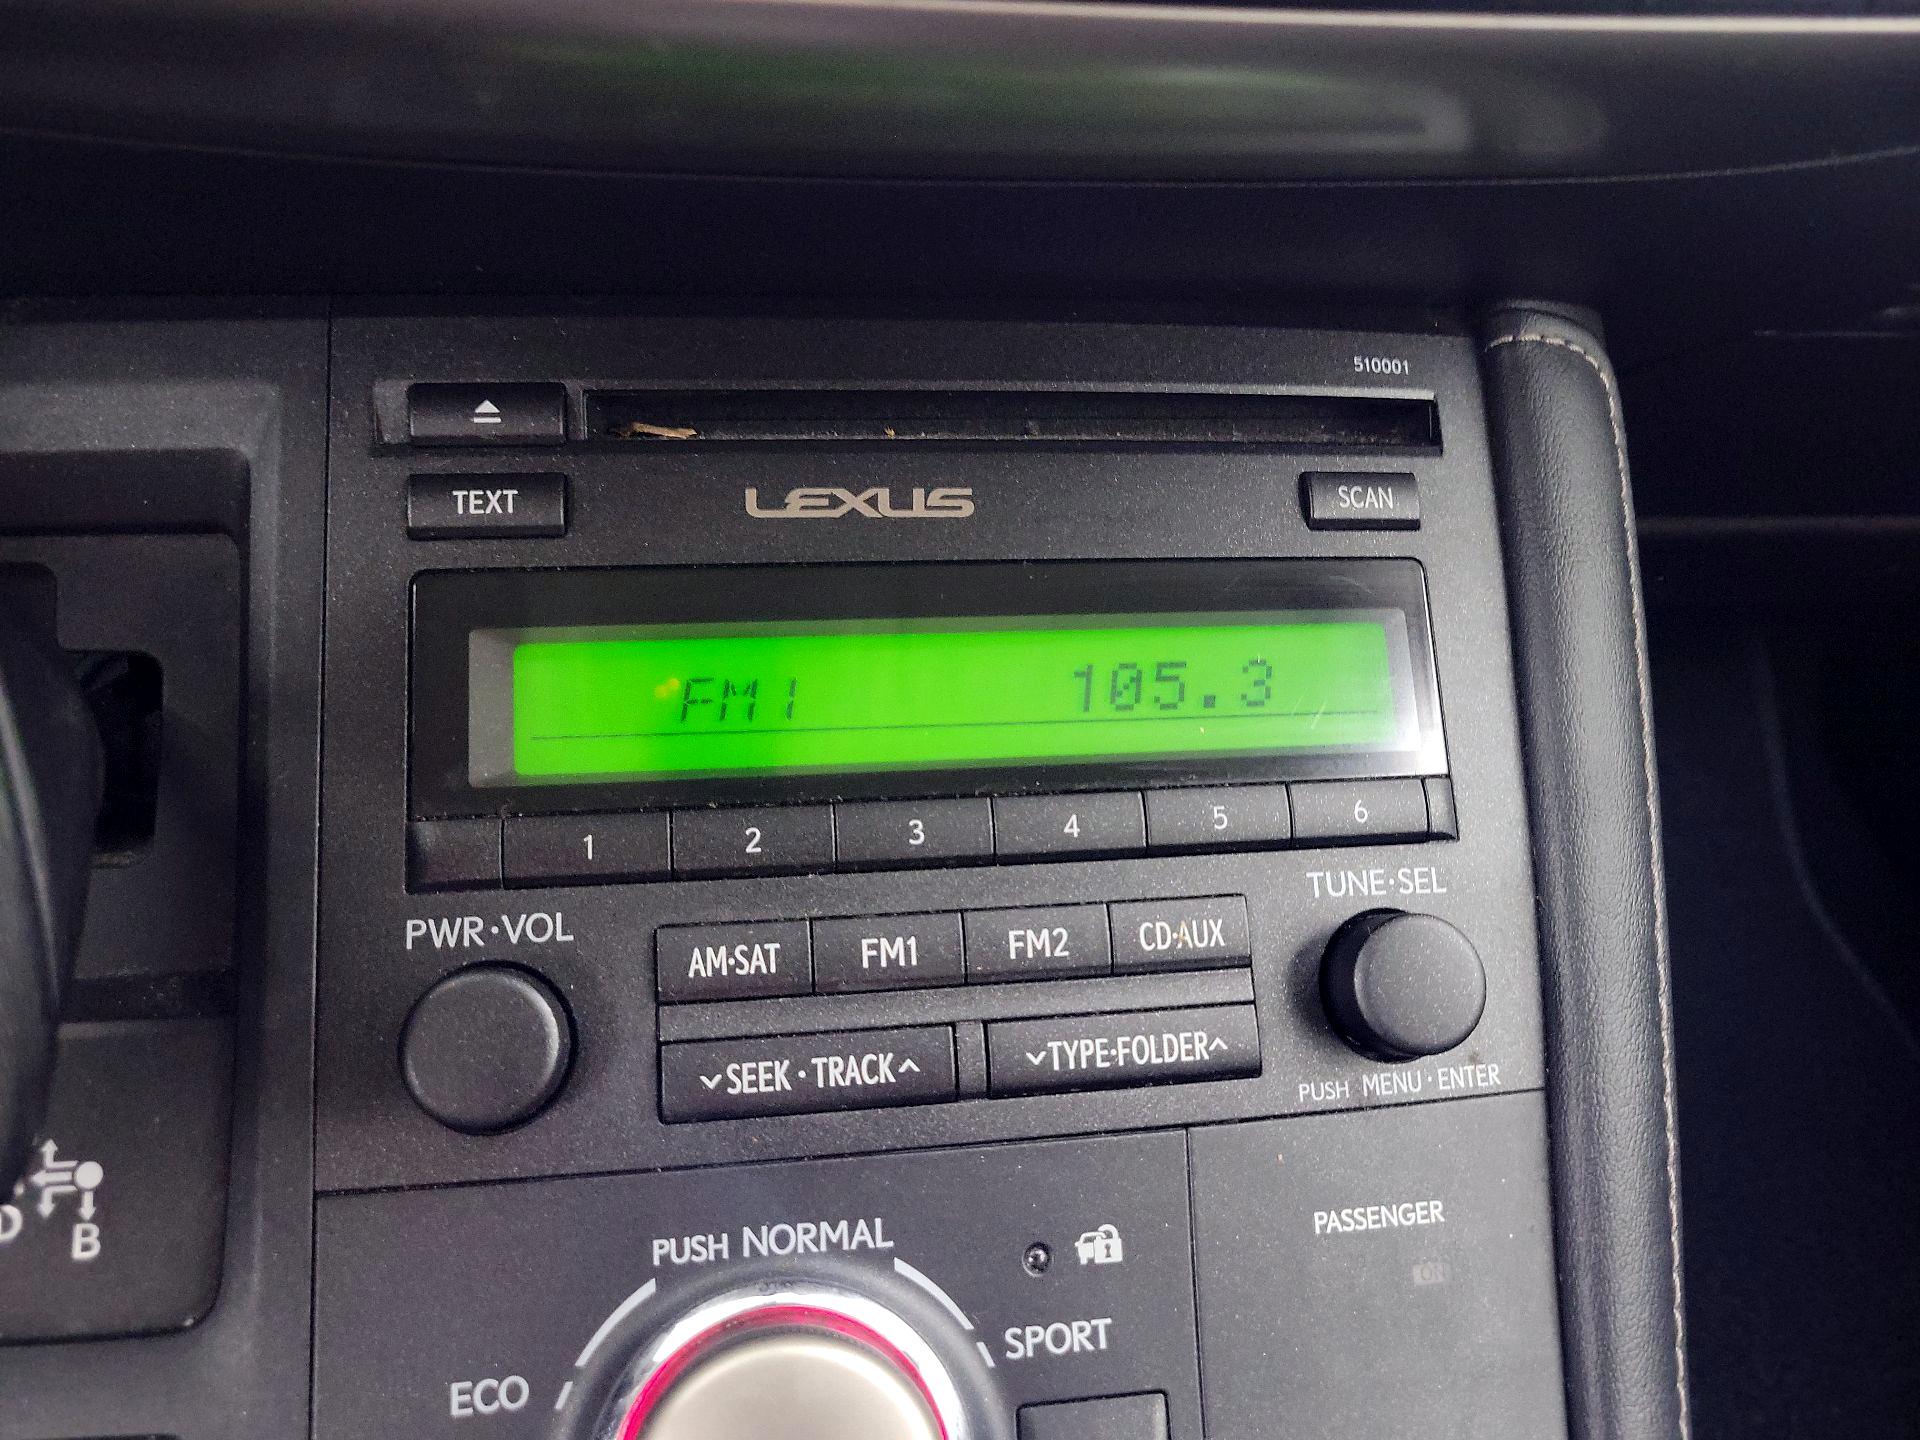 510001
TEXT
LEXUS
SCAN
FM1 105.3
1 2 3 4 5 6
PWR·VOL
TUNE·SEL
AM·SAT FM1 FM2 CD·AUX
SEEK·TRACK
TYPE·FOLDER
PUSH MENU·ENTER
D
B
PUSH NORMAL
PASSENGER
ON
SPORT
ECO